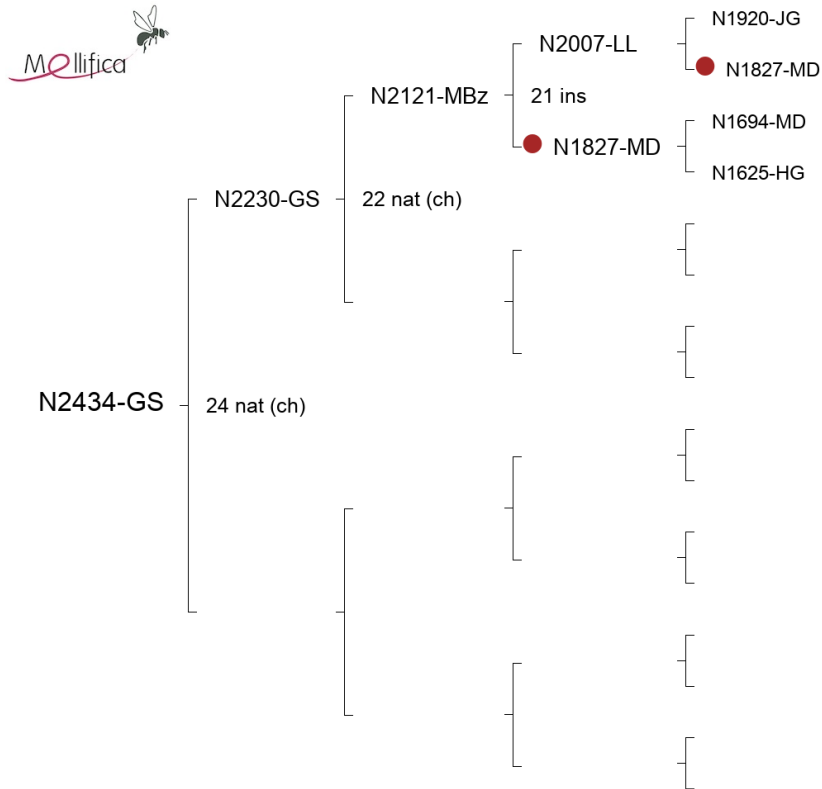 Mellifica
N1920-JG
N2007-LL
N1827-MD
N2121-MBz
21 ins
N1694-MD
N1827-MD
N1625-HG
N2230-GS
22 nat (ch)
N2434-GS
24 nat (ch)